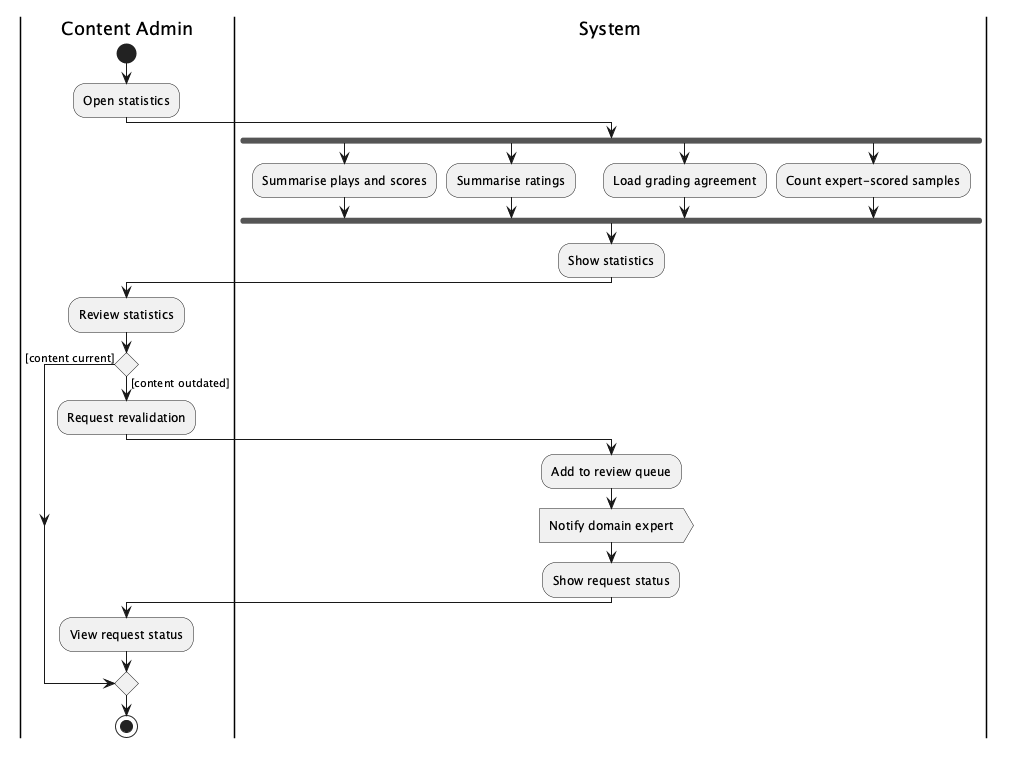 Content Admin
System
Open statistics
Summarise plays and scores
Summarise ratings
Load grading agreement
Count expert-scored samples
Show statistics
Review statistics
[content current]
[content outdated]
Request revalidation
Add to review queue
Notify domain expert
Show request status
View request status